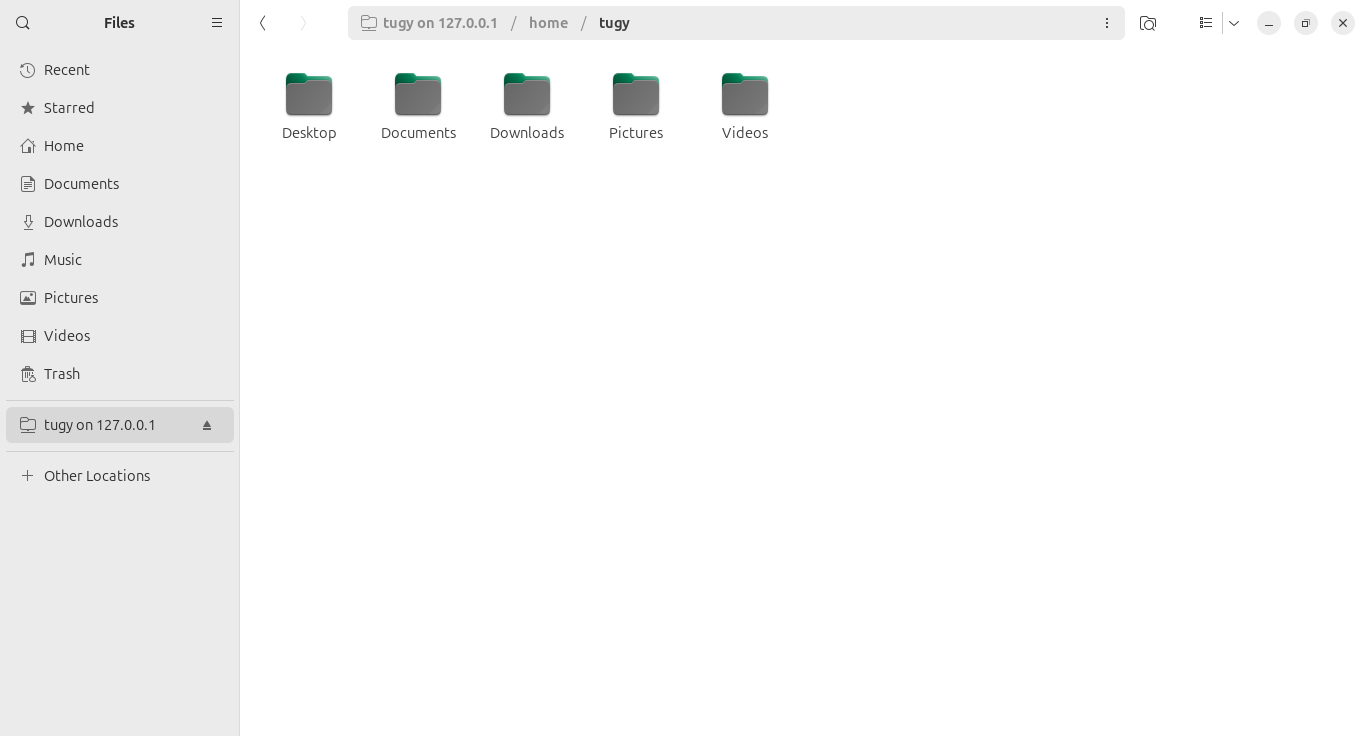 Files
tugy on 127.0.0.1 / home / tugy
Recent
Starred
Home
Documents
Downloads
Music
Pictures
Videos
Trash
tugy on 127.0.0.1
Other Locations
Desktop
Documents
Downloads
Pictures
Videos